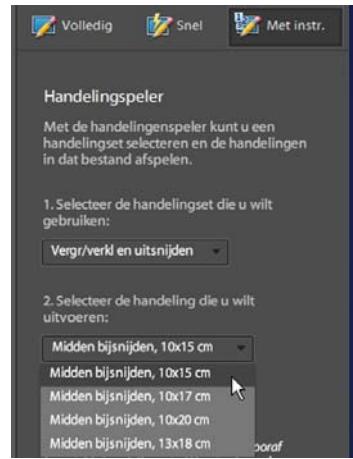 Volledig
Snel
Met instr.
Handelingspeler
Met de handelingenspeler kunt u een
handelingset selecteren en de handelingen
in dat bestand afspelen.
1. Selecteer de handelingset die u wilt
gebruiken:
Vergr/verkl en uitsnijden
2. Selecteer de handeling die u wilt
uitvoeren:
Midden bijsnijden, 10x15 cm
Midden bijsnijden, 10x15 cm
Midden bijsnijden, 10x17 cm
Midden bijsnijden, 10x20 cm
Midden bijsnijden, 13x18 cm